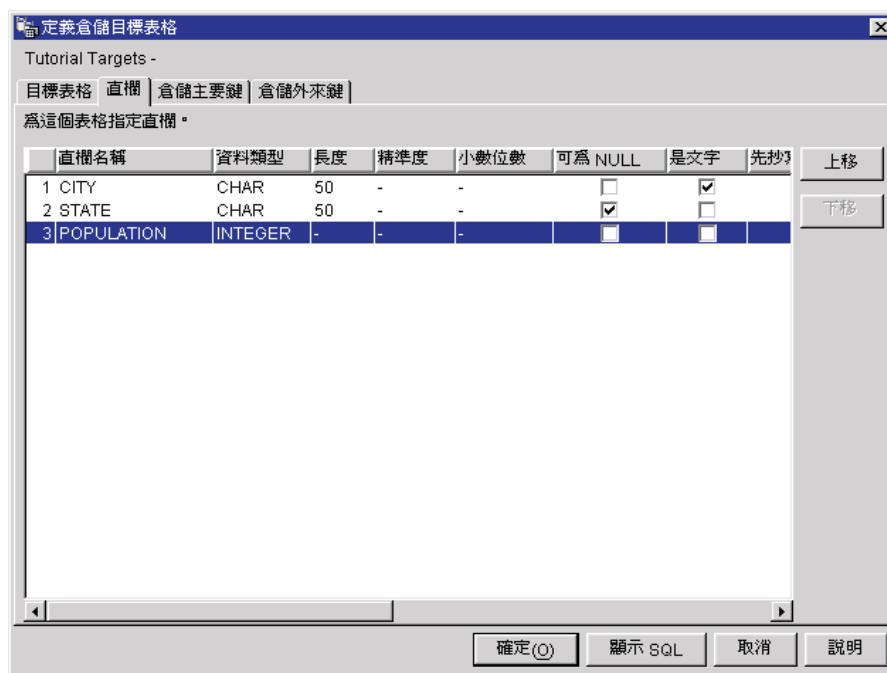 定義倉儲目標表格
Tutorial Targets -
目標表格 直欄 倉儲主要鍵 倉儲外來鍵
爲這個表格指定直欄。
直欄名稱 資料類型 長度 精準度 小數位數 可爲 NULL 是文字 先抄 上移
1 CITY CHAR 50 - -
2 STATE CHAR 50 - - 下移
3 POPULATION INTEGER - - -
確定(O) 顯示 SQL 取消 說明